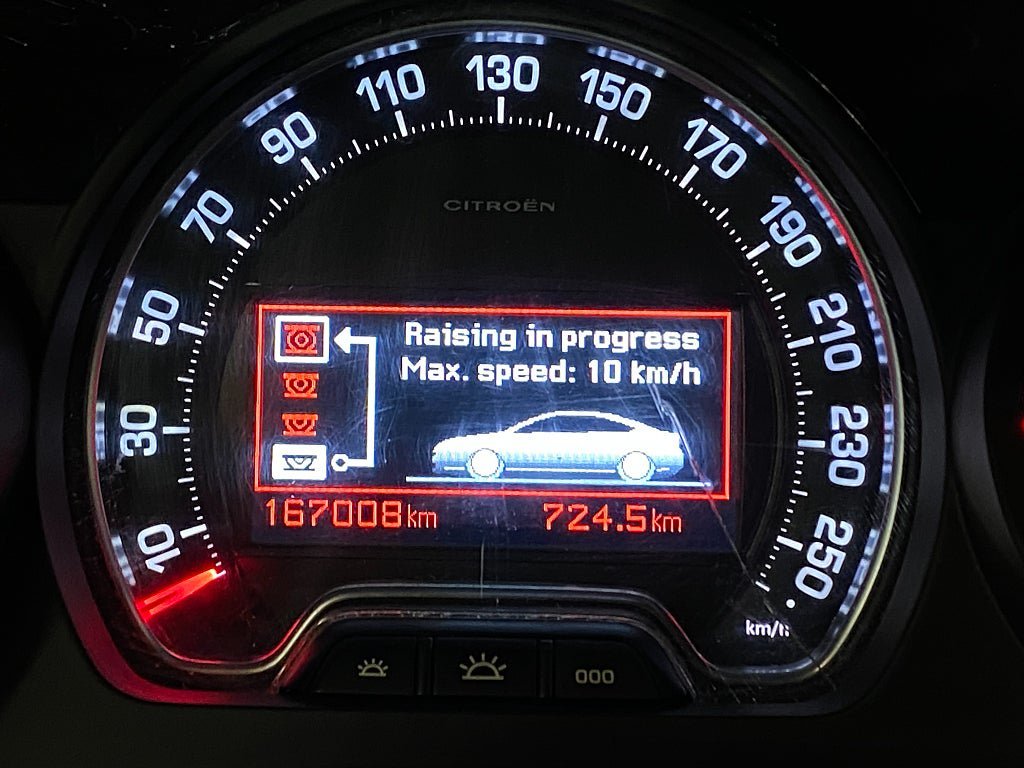 10
30
50
70
90
110
130
150
170
190
210
230
250
km/h
CITROËN
Raising in progress
Max. speed: 10 km/h
167008km 724.5km
000